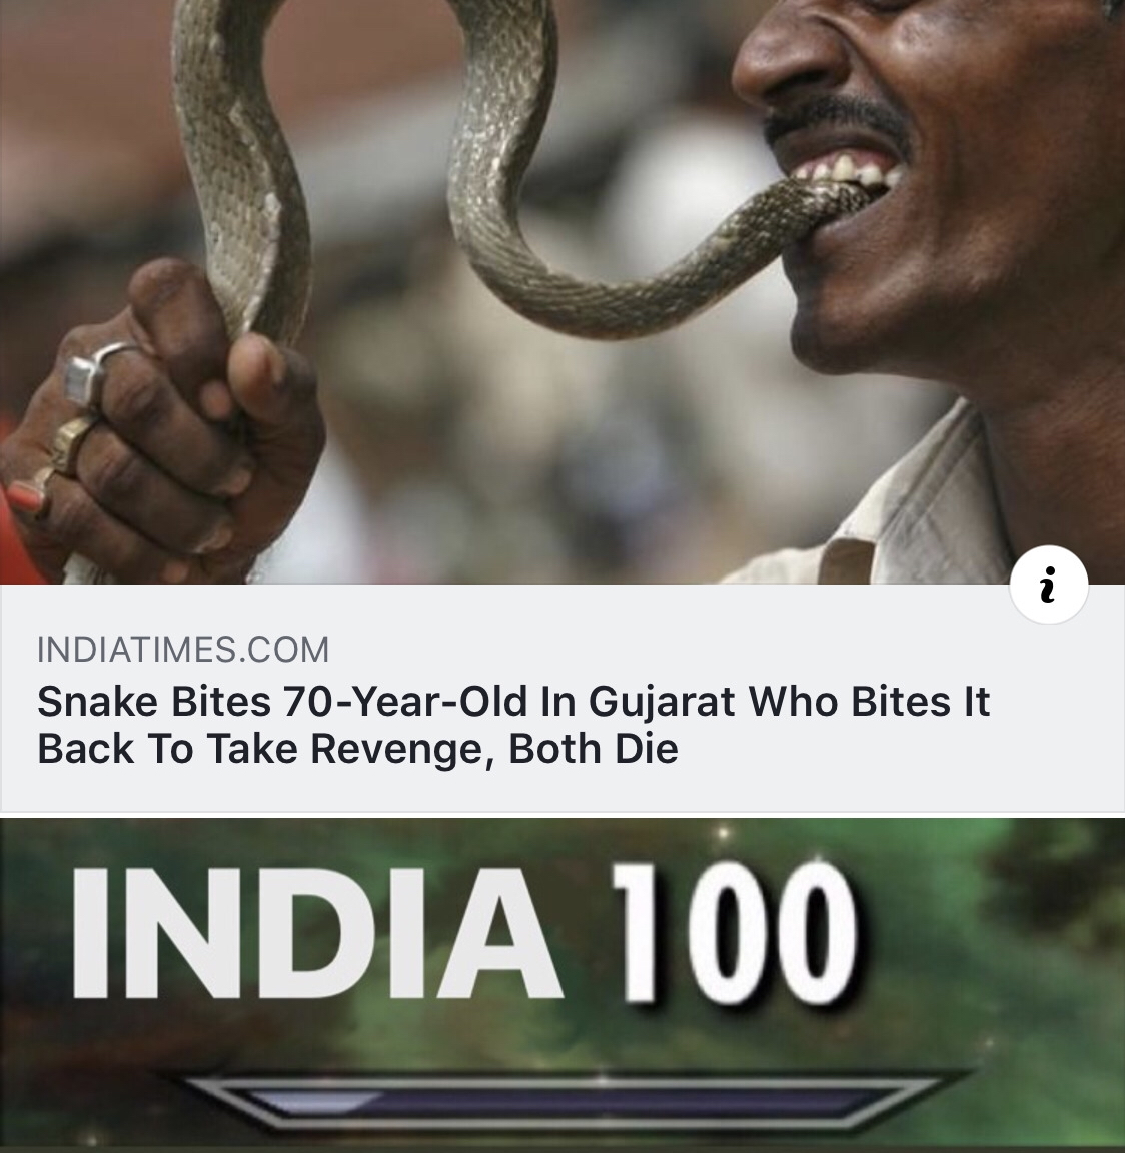 INDIATIMES.COM
Snake Bites 70-Year-Old In Gujarat Who Bites It
Back To Take Revenge, Both Die
INDIA 100